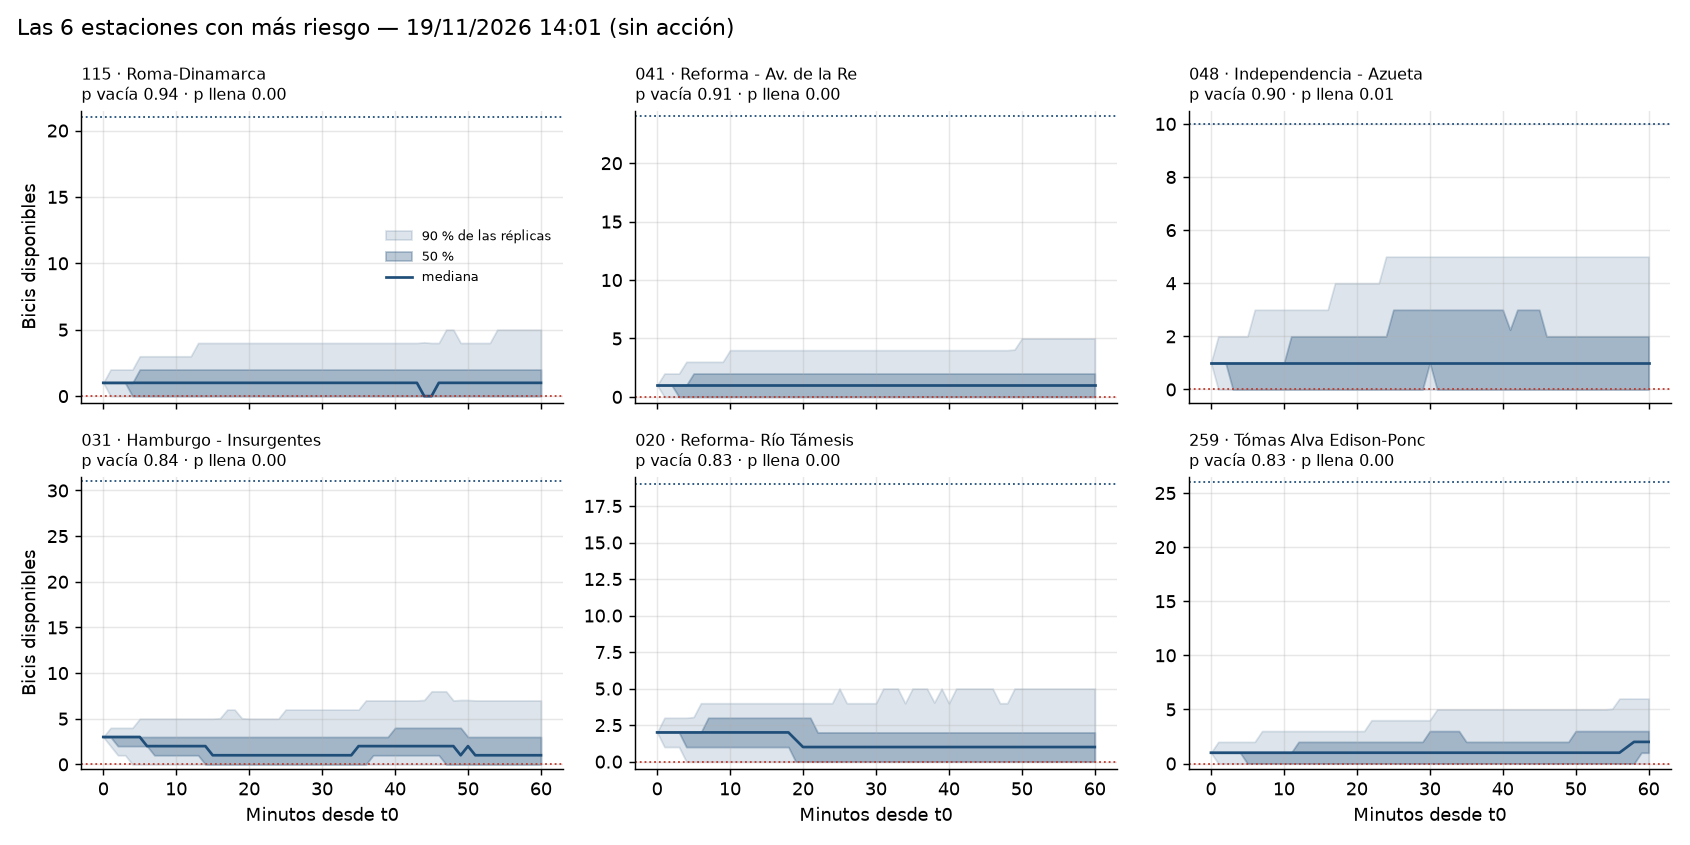 Las 6 estaciones con más riesgo — 19/11/2026 14:01 (sin acción)
115 · Roma-Dinamarca
p vacía 0.94 · p llena 0.00
20
15
10
5
0
Bicis disponibles
90 % de las réplicas
50 %
mediana
041 · Reforma - Av. de la Re
p vacía 0.91 · p llena 0.00
20
15
10
5
0
048 · Independencia - Azueta
p vacía 0.90 · p llena 0.01
10
8
6
4
2
0
031 · Hamburgo - Insurgentes
p vacía 0.84 · p llena 0.00
30
25
20
15
10
5
0
Bicis disponibles
0 10 20 30 40 50 60
Minutos desde t0
020 · Reforma- Río Támesis
p vacía 0.83 · p llena 0.00
17.5
15.0
12.5
10.0
7.5
5.0
2.5
0.0
0 10 20 30 40 50 60
Minutos desde t0
259 · Tómas Alva Edison-Ponc
p vacía 0.83 · p llena 0.00
25
20
15
10
5
0
0 10 20 30 40 50 60
Minutos desde t0